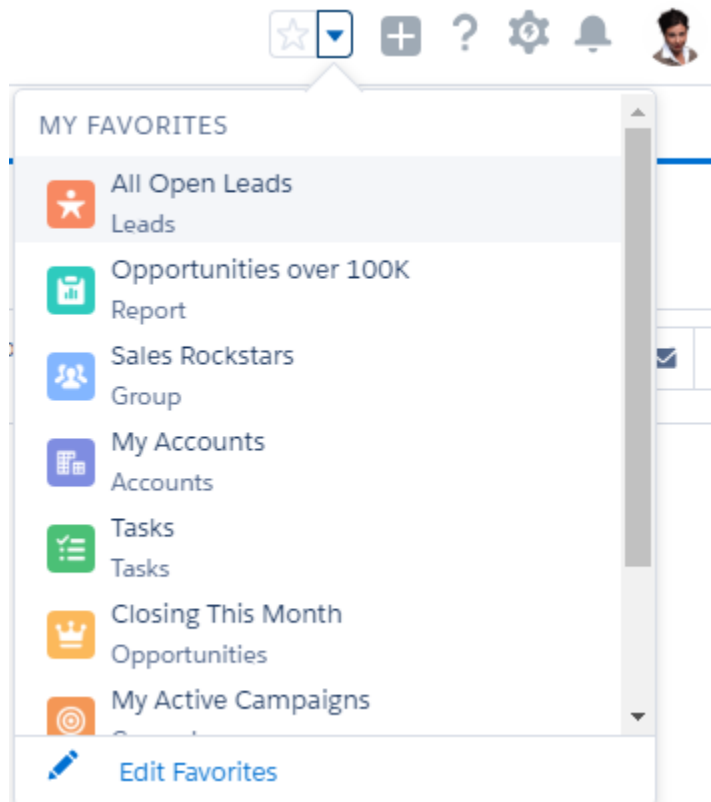 MY FAVORITES
All Open Leads
Leads
Opportunities over 100K
Report
Sales Rockstars
Group
My Accounts
Accounts
Tasks
Tasks
Closing This Month
Opportunities
My Active Campaigns
Edit Favorites